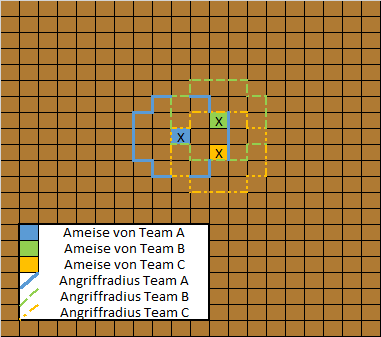 X
X
X
Ameise von Team A
Ameise von Team B
Ameise von Team C
Angriffradius Team A
Angriffradius Team B
Angriffradius Team C